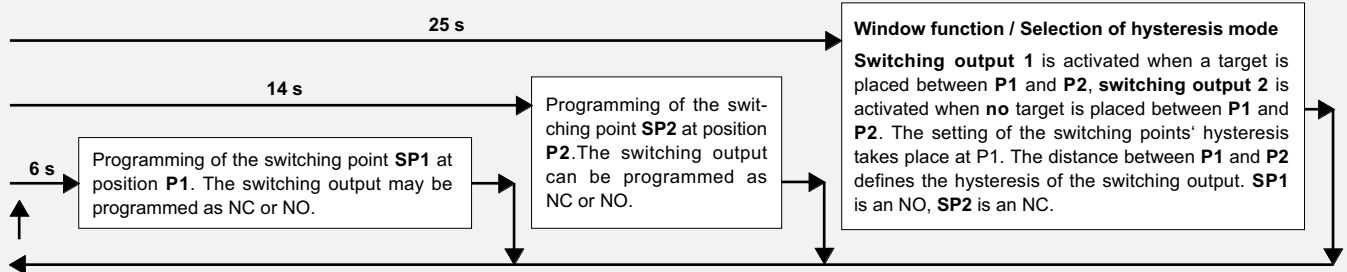 25 s
Window function / Selection of hysteresis mode
Switching output 1 is activated when a target is
placed between P1 and P2, switching output 2 is
activated when no target is placed between P1 and
P2. The setting of the switching points‘ hysteresis
takes place at P1. The distance between P1 and P2
defines the hysteresis of the switching output. SP1
is an NO, SP2 is an NC.
14 s
Programming of the swit-
ching point SP2 at position
P2.The switching output
can be programmed as
NC or NO.
6 s
Programming of the switching point SP1 at
position P1. The switching output may be
programmed as NC or NO.